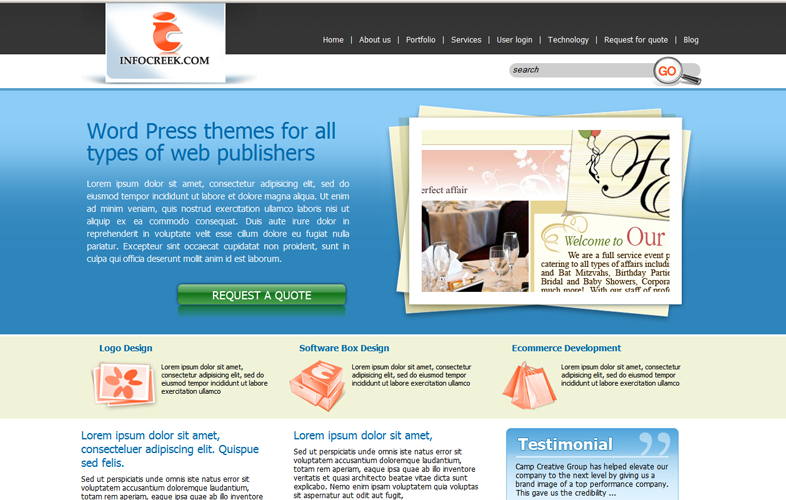 INFOCREEK.COM
Home | About us | Portfolio | Services | User login | Technology | Request for quote | Blog
search
GO
Word Press themes for all
types of web publishers
Lorem ipsum dolor sit amet, consectetur adipisicing elit, sed do
eiusmod tempor incididunt ut labore et dolore magna aliqua. Ut enim
ad minim veniam, quis nostrud exercitation ullamco laboris nisi ut
aliquip ex ea commodo consequat. Duis aute irure dolor in
reprehenderit in voluptate velit esse cillum dolore eu fugiat nulla
pariatur. Excepteur sint occaecat cupidatat non proident, sunt in
culpa qui officia deserunt mollit anim id est laborum.
REQUEST A QUOTE
erfect affair
Welcome to Our
We are a full service event p
catering to all types of affairs includi
and Bat Mitzvahs, Birthday Partie
Bridal and Baby Showers, Corpora
much more! With our staff of profe
Logo Design
Lorem ipsum dolor sit amet,
consectetur adipisicing elit, sed do
eiusmod tempor incididunt ut labore
dolore exercitation ullamco
Software Box Design
Lorem ipsum dolor sit amet,
consectetur adipisicing elit, sed do
eiusmod tempor incididunt ut labore
et dolore exercitation ullamco
Ecommerce Development
Lorem ipsum dolor sit amet,
consectetur adipisicing elit, sed do
eiusmod tempor incididunt ut labore
et dolore exercitation ullamco
Lorem ipsum dolor sit amet,
consectetuer adipiscing elit. Quispue
sed felis.
Sed ut perspiciatis unde omnis iste natus error sit
voluptatem accusantium doloremque laudantium,
totam rem aperiam, eaque ipsa quae ab illo inventore
Lorem ipsum dolor sit amet,
Sed ut perspiciatis unde omnis iste natus error sit
voluptatem accusantium doloremque laudantium,
totam rem aperiam, eaque ipsa quae ab illo inventore
veritatis et quasi architecto beatae vitae dicta sunt
explicabo. Nemo enim ipsam voluptatem quia voluptas
sit aspernatur aut odit aut fugit,
Testimonial
Camp Creative Group has helped elevate our
company to the next level by giving us a
brand image of a top performance company.
This gave us the credibility ...